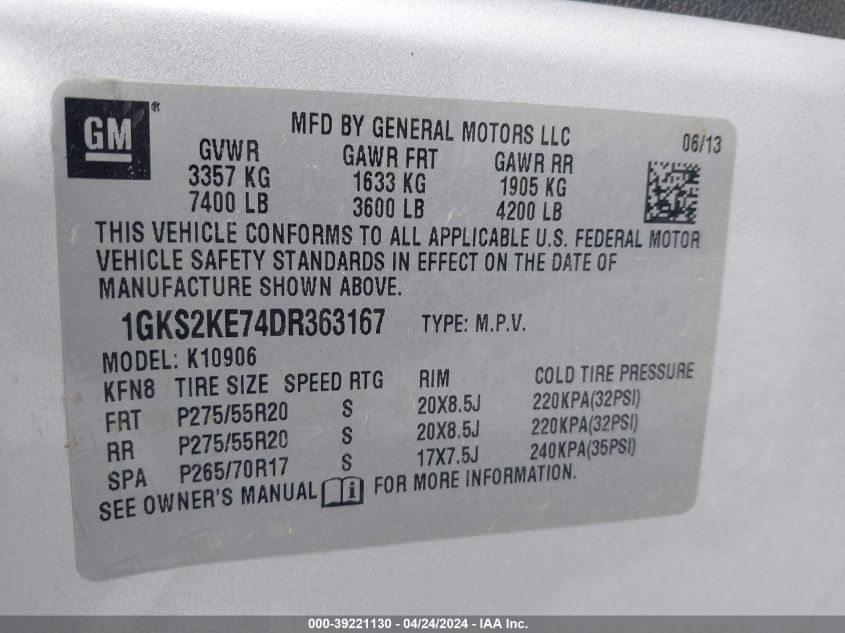 GM ®
MFD BY GENERAL MOTORS LLC
06/13
GVWR GAWR FRT GAWR RR
3357 KG 1633 KG 1905 KG
7400 LB 3600 LB 4200 LB
THIS VEHICLE CONFORMS TO ALL APPLICABLE U.S. FEDERAL MOTOR
VEHICLE SAFETY STANDARDS IN EFFECT ON THE DATE OF
MANUFACTURE SHOWN ABOVE.
1GKS2KE74DR363167 TYPE: M.P.V.
MODEL: K10906
KFN8 TIRE SIZE SPEED RTG RIM COLD TIRE PRESSURE
FRT P275/55R20 S 20X8.5J 220KPA(32PSI)
RR P275/55R20 S 20X8.5J 220KPA(32PSI)
SPA P265/70R17 S 17X7.5J 240KPA(35PSI)
SEE OWNER'S MANUAL i FOR MORE INFORMATION.
000-39221130 - 04/24/2024 - IAA Inc.